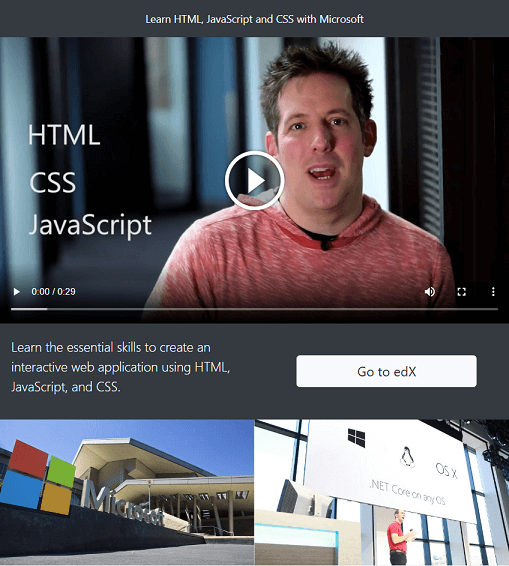 Learn HTML, JavaScript and CSS with Microsoft
HTML
CSS
JavaScript
0:00 / 0:29
Learn the essential skills to create an
interactive web application using HTML,
JavaScript, and CSS.
Go to edX
Microsoft
OS X
.NET Core on any OS